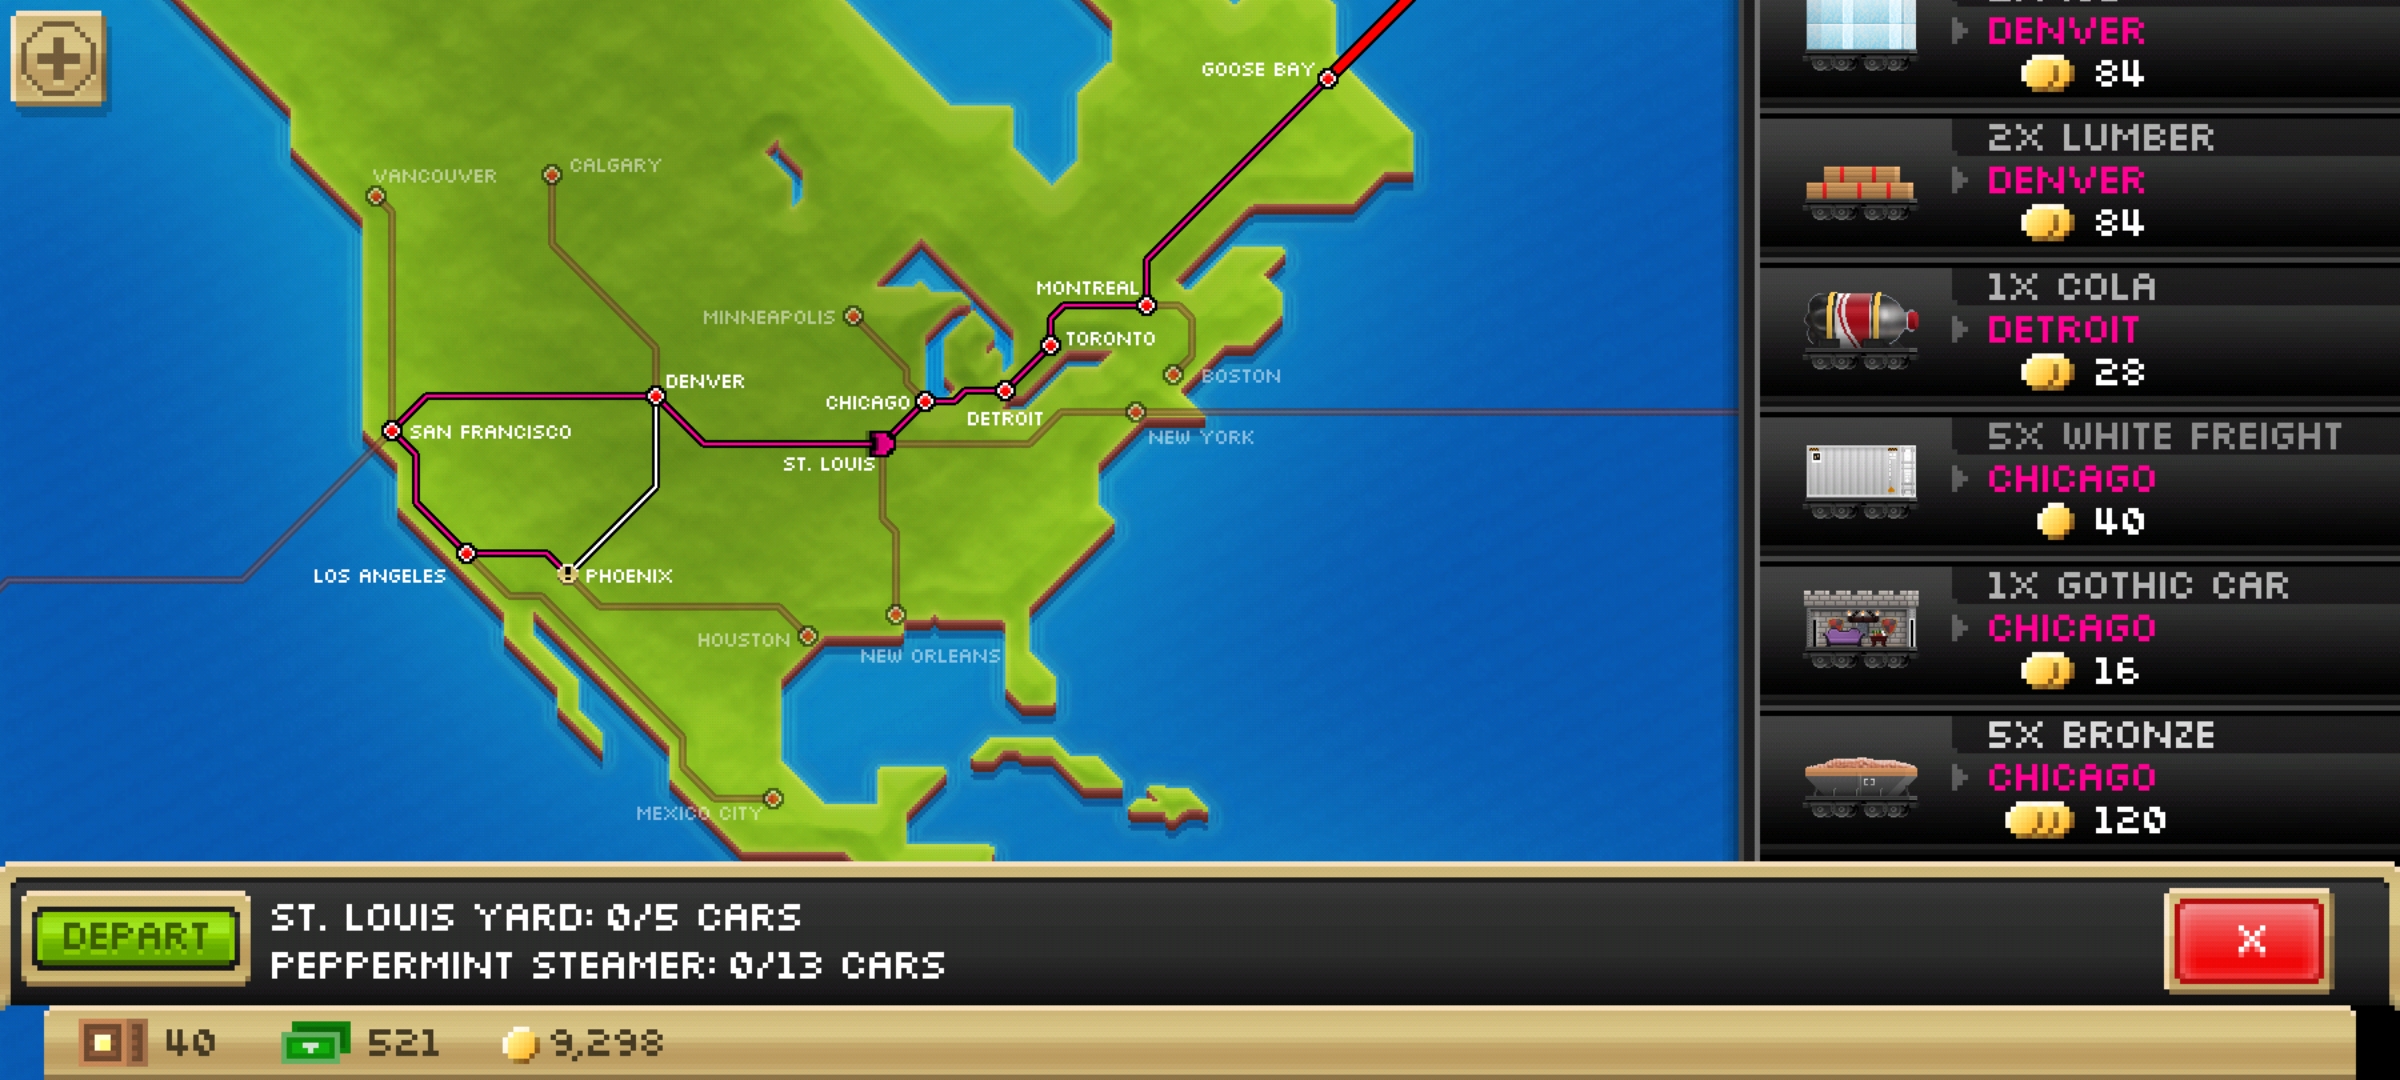 GOOSE BAY
VANCOUVER
CALGARY
MONTREAL
MINNEAPOLIS
TORONTO
DENVER
CHICAGO
BOSTON
DETROIT
SAN FRANCISCO
NEW YORK
ST. LOUIS
LOS ANGELES
PHOENIX
HOUSTON
NEW ORLEANS
MEXICO CITY
DENVER
84
2X LUMBER
DENVER
84
1X COLA
DETROIT
28
5X WHITE FREIGHT
CHICAGO
40
1X GOTHIC CAR
CHICAGO
16
5X BRONZE
CHICAGO
120
DEPART
ST. LOUIS YARD: 0/5 CARS
PEPPERMINT STEAMER: 0/13 CARS
X
40
521
9,298